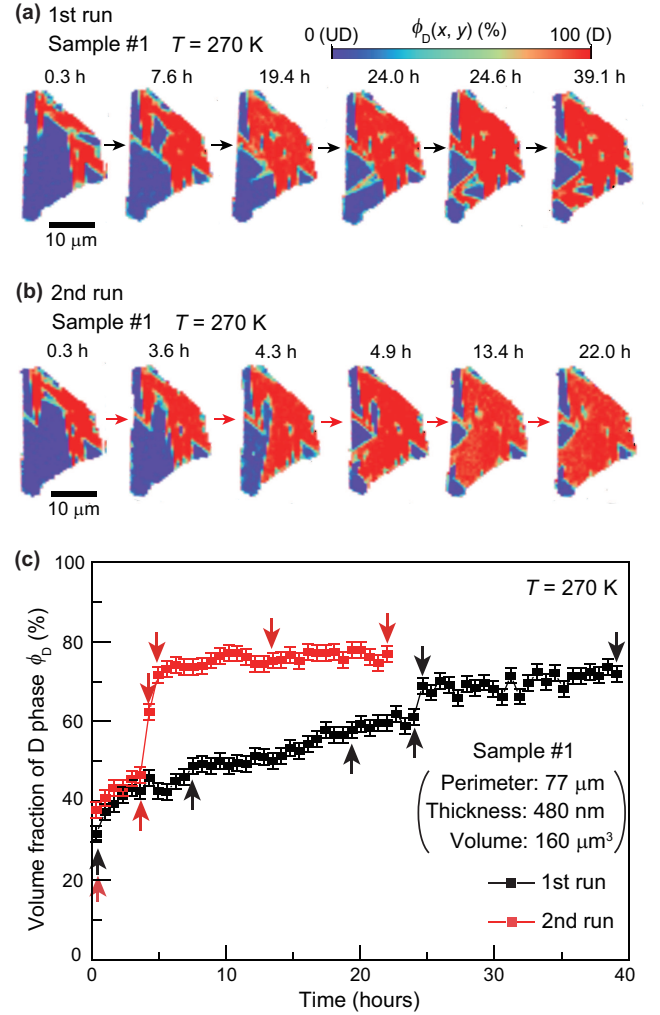 (a) 1st run
Sample #1 T = 270 K
0 (UD) ϕD(x, y) (%) 100 (D)
0.3 h 7.6 h 19.4 h 24.0 h 24.6 h 39.1 h
10 μm
(b) 2nd run
Sample #1 T = 270 K
0.3 h 3.6 h 4.3 h 4.9 h 13.4 h 22.0 h
10 μm
(c)
Volume fraction of D phase ϕD (%)
100
80
60
40
20
0
T = 270 K
Sample #1
Perimeter: 77 μm
Thickness: 480 nm
Volume: 160 μm³
1st run
2nd run
0 10 20 30 40
Time (hours)